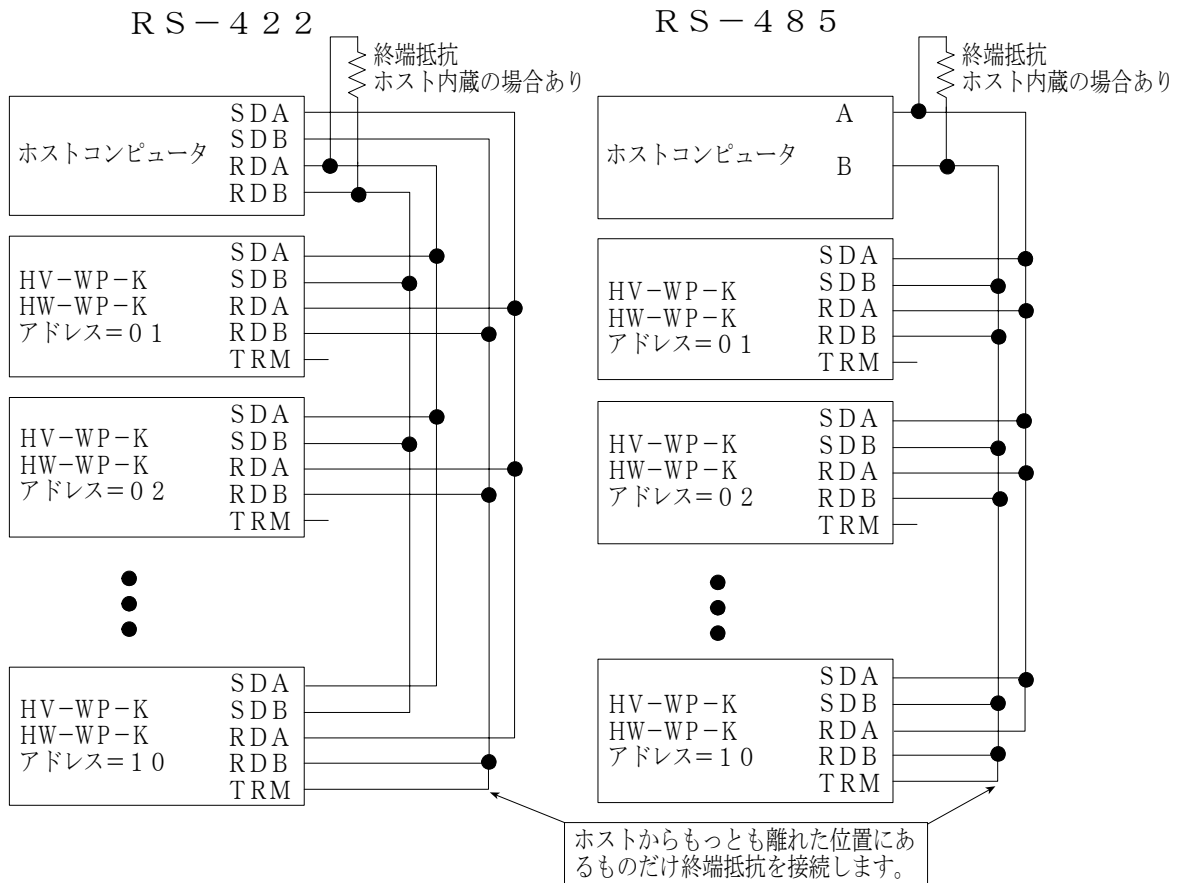 ＲＳ－４２２
終端抵抗
ホスト内蔵の場合あり
ホストコンピュータ
ＳＤＡ
ＳＤＢ
ＲＤＡ
ＲＤＢ
HV−WP−K
HW−WP−K
アドレス＝０１
ＳＤＡ
ＳＤＢ
ＲＤＡ
ＲＤＢ
ＴＲＭ
HV−WP−K
HW−WP−K
アドレス＝０２
ＳＤＡ
ＳＤＢ
ＲＤＡ
ＲＤＢ
ＴＲＭ
HV−WP−K
HW−WP−K
アドレス＝１０
ＳＤＡ
ＳＤＢ
ＲＤＡ
ＲＤＢ
ＴＲＭ
ＲＳ－４８５
終端抵抗
ホスト内蔵の場合あり
ホストコンピュータ
Ａ
Ｂ
HV−WP−K
HW−WP−K
アドレス＝０１
ＳＤＡ
ＳＤＢ
ＲＤＡ
ＲＤＢ
ＴＲＭ
HV−WP−K
HW−WP−K
アドレス＝０２
ＳＤＡ
ＳＤＢ
ＲＤＡ
ＲＤＢ
ＴＲＭ
HV−WP−K
HW−WP−K
アドレス＝１０
ＳＤＡ
ＳＤＢ
ＲＤＡ
ＲＤＢ
ＴＲＭ
ホストからもっとも離れた位置にあ
るものだけ終端抵抗を接続します。